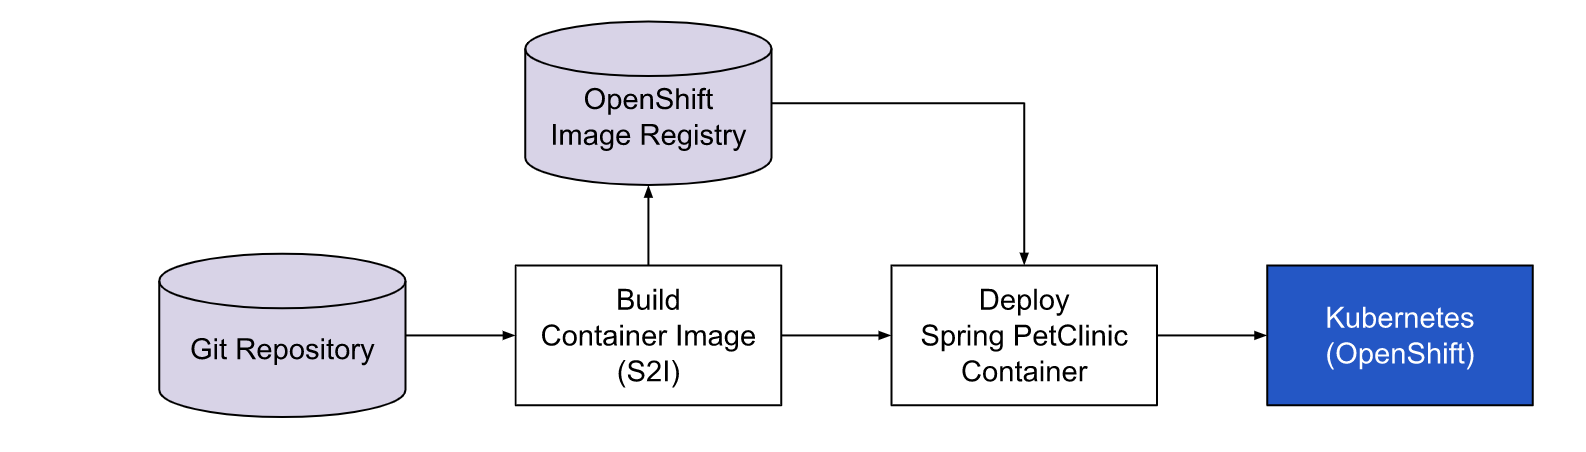 OpenShift
Image Registry
Git Repository
Build
Container Image
(S2I)
Deploy
Spring PetClinic
Container
Kubernetes
(OpenShift)